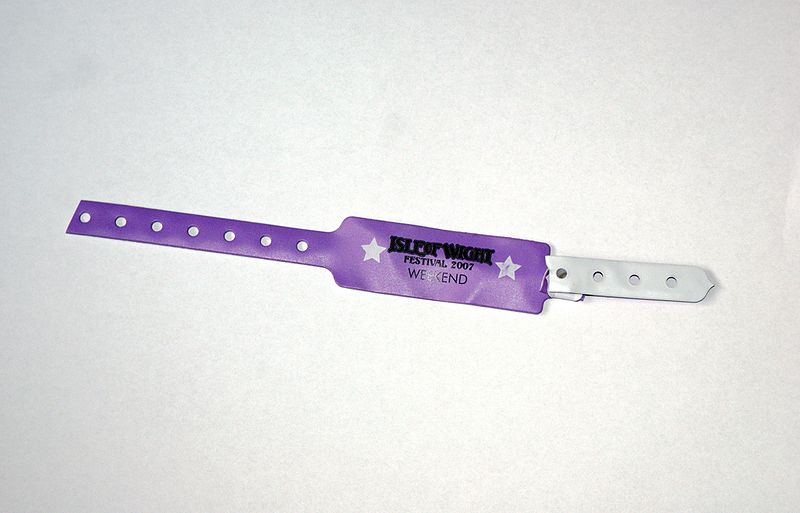 ISLE OF WIGHT
FESTIVAL 2007
WEEKEND